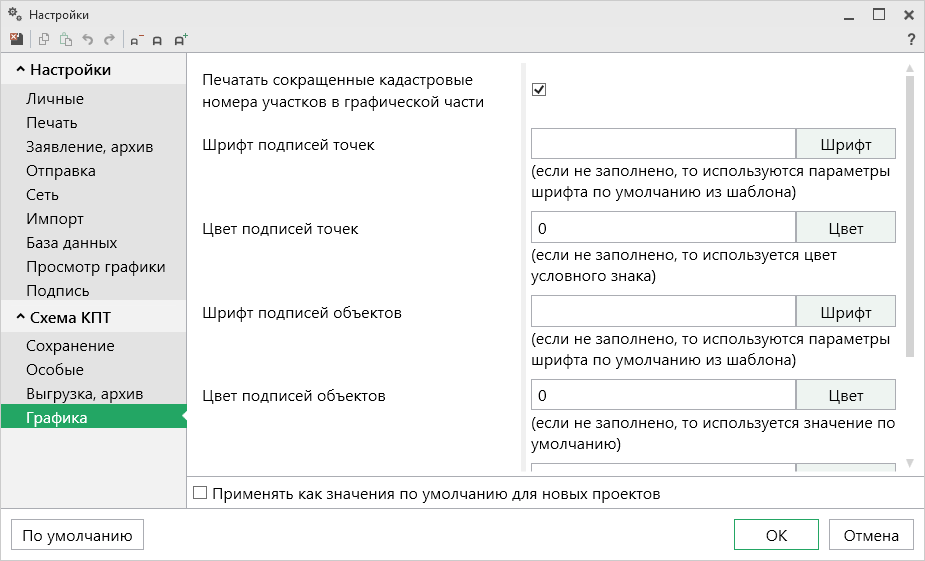 Настройки
?
Настройки
Личные
Печать
Заявление, архив
Отправка
Сеть
Импорт
База данных
Просмотр графики
Подпись
Схема КПТ
Сохранение
Особые
Выгрузка, архив
Графика
Печатать сокращенные кадастровые
номера участков в графической части
Шрифт подписей точек
Шрифт
(если не заполнено, то используются параметры
шрифта по умолчанию из шаблона)
Цвет подписей точек
0
Цвет
(если не заполнено, то используется цвет
условного знака)
Шрифт подписей объектов
Шрифт
(если не заполнено, то используются параметры
шрифта по умолчанию из шаблона)
Цвет подписей объектов
0
Цвет
(если не заполнено, то используется значение по
умолчанию)
Применять как значения по умолчанию для новых проектов
По умолчанию
ОК
Отмена